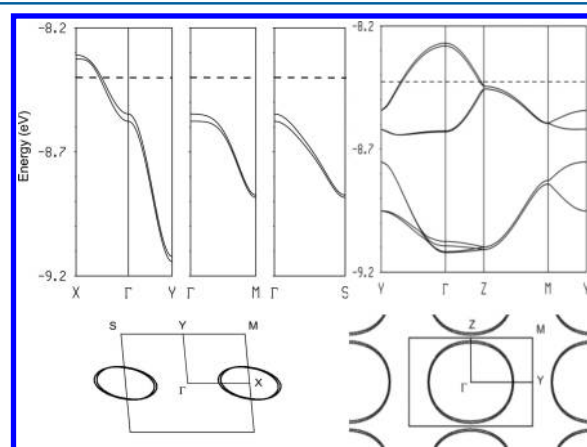 -8.2
-8.7
-9.2
Energy (eV)
X Γ Y
Γ M
Γ S
-8.2
-8.7
-9.2
Y Γ Z M Y
S Y M
Γ X
Z M
Γ Y